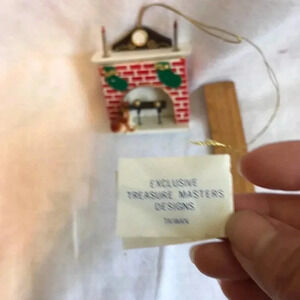 EXCLUSIVE
TREASURE MASTERS
DESIGNS
TAIWAN